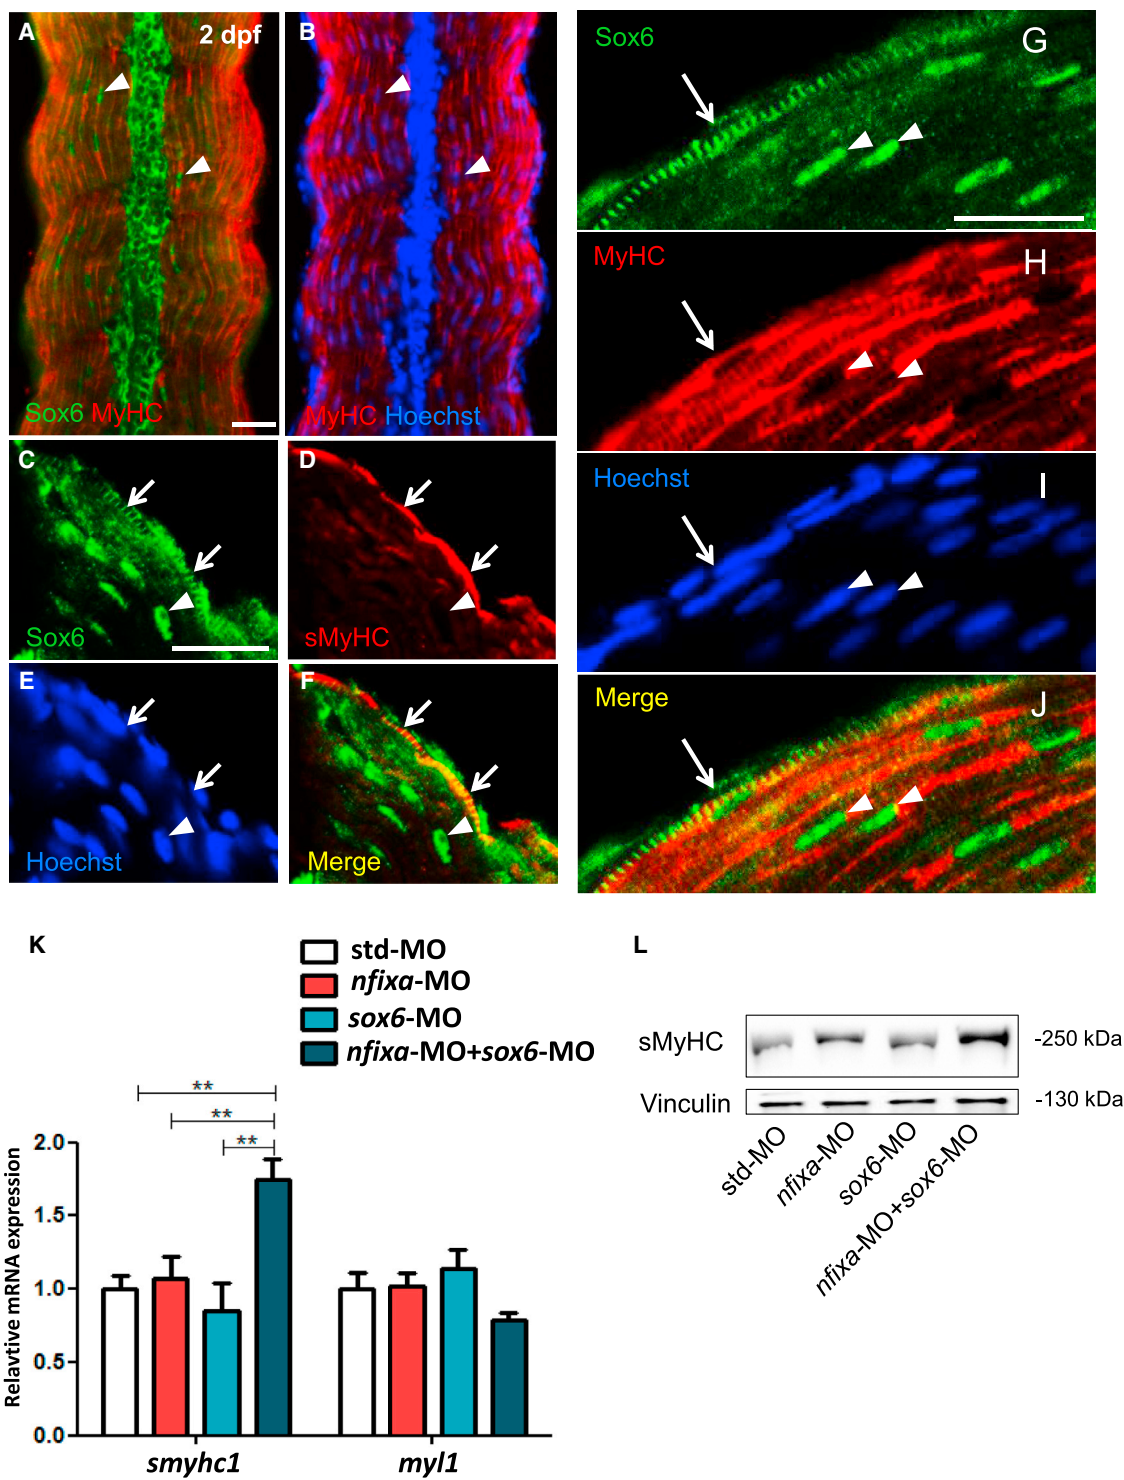 A
2 dpf
Sox6 MyHC
B
MyHC Hoechst
C
Sox6
D
sMyHC
E
Hoechst
F
Merge
Sox6
G
MyHC
H
Hoechst
I
Merge
J
K
std-MO
nfixa-MO
sox6-MO
nfixa-MO+sox6-MO
**
**
**
Relavtive mRNA expression
2.0
1.5
1.0
0.5
0.0
smyhc1
myl1
L
sMyHC
-250 kDa
Vinculin
-130 kDa
std-MO
nfixa-MO
sox6-MO
nfixa-MO+sox6-MO